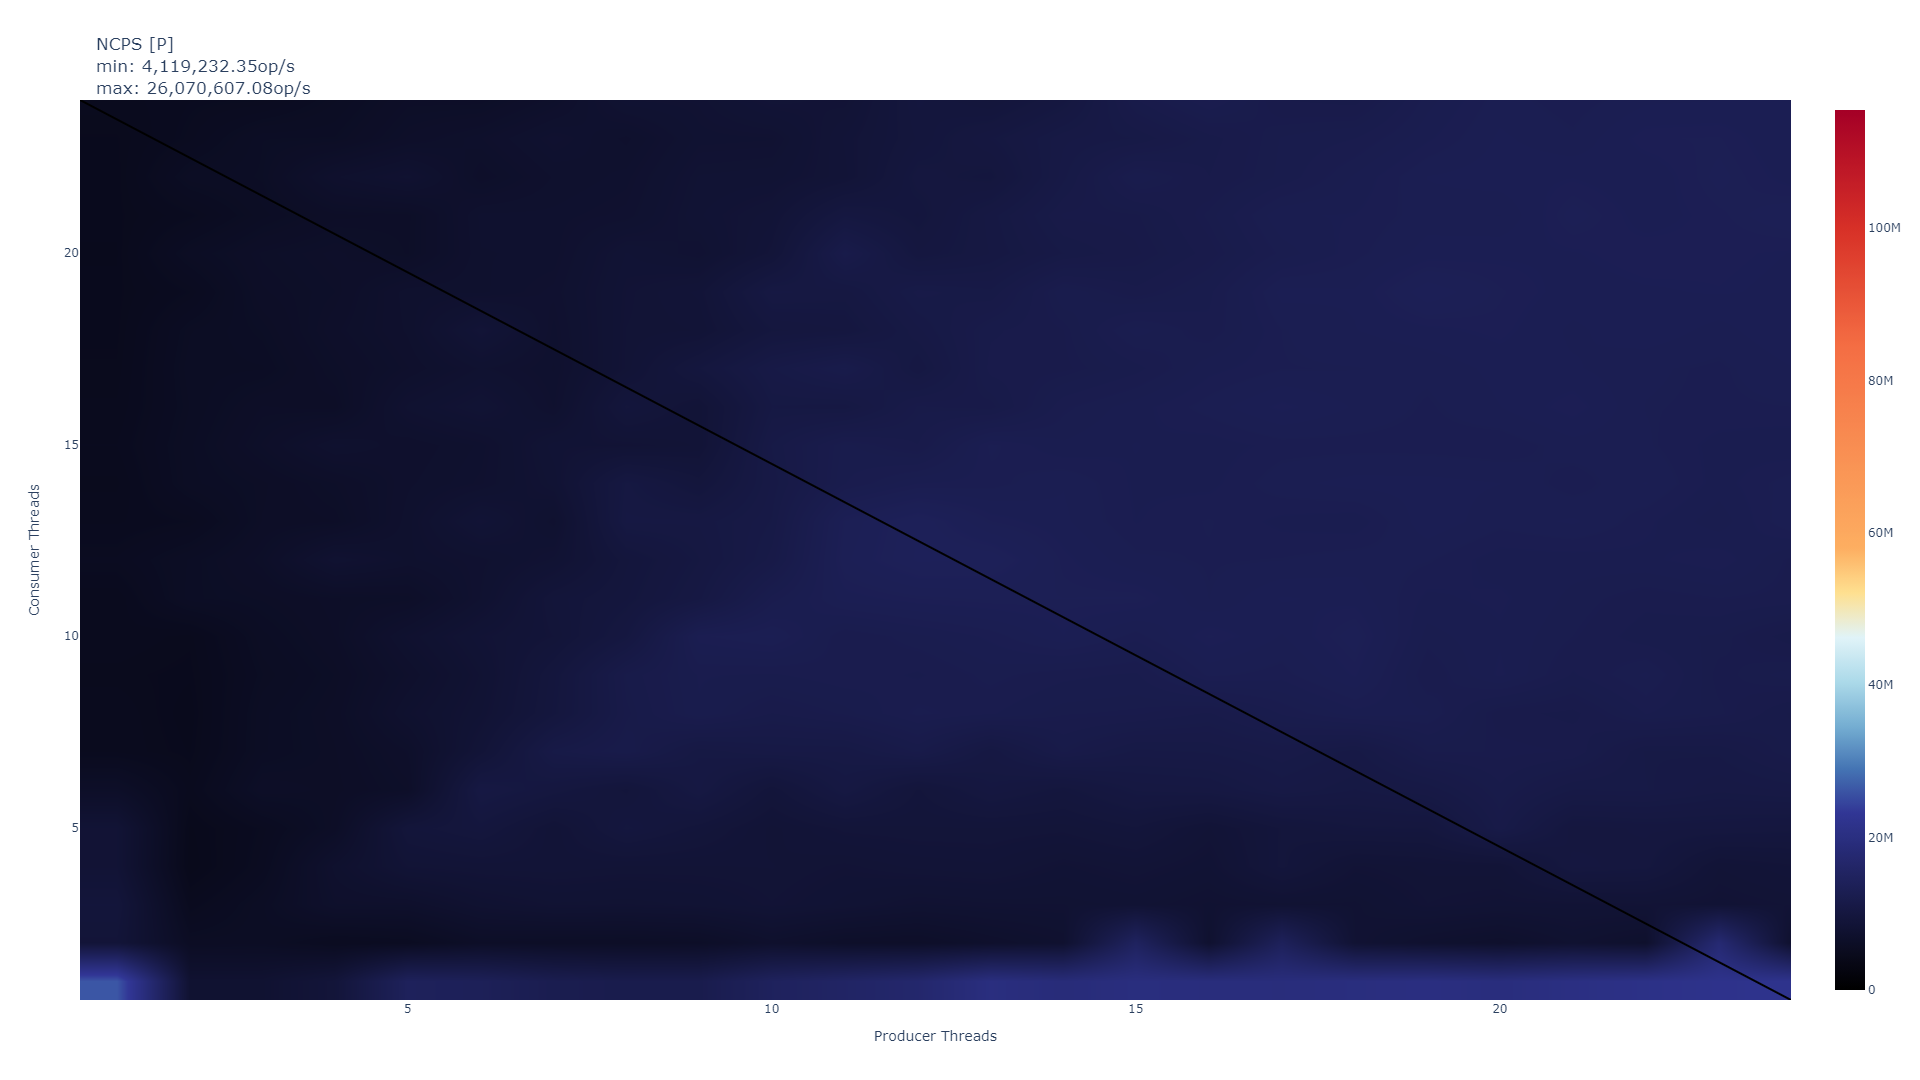 NCPS [P]
min: 4,119,232.35op/s
max: 26,070,607.08op/s
100M
80M
60M
40M
20M
0
20
15
10
5
Consumer Threads
5
10
15
20
Producer Threads